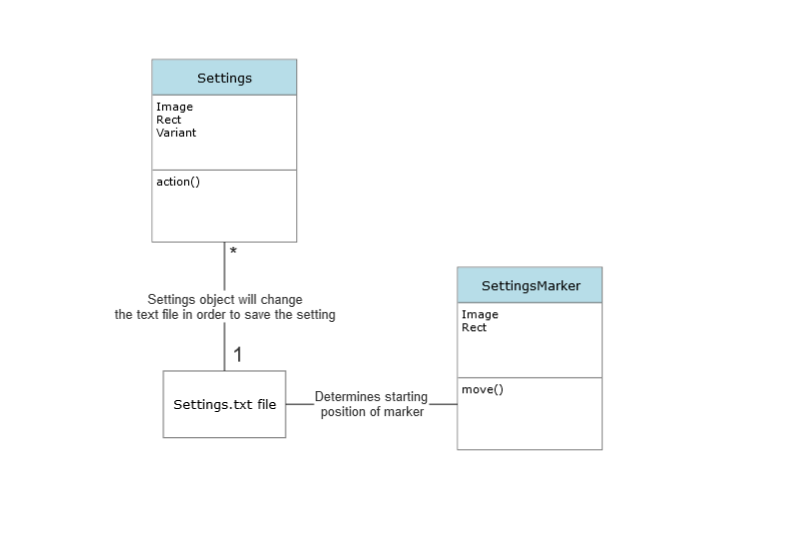 Settings
Image
Rect
Variant
action()
*
Settings object will change
the text file in order to save the setting
1
Settings.txt file
Determines starting
position of marker
SettingsMarker
Image
Rect
move()